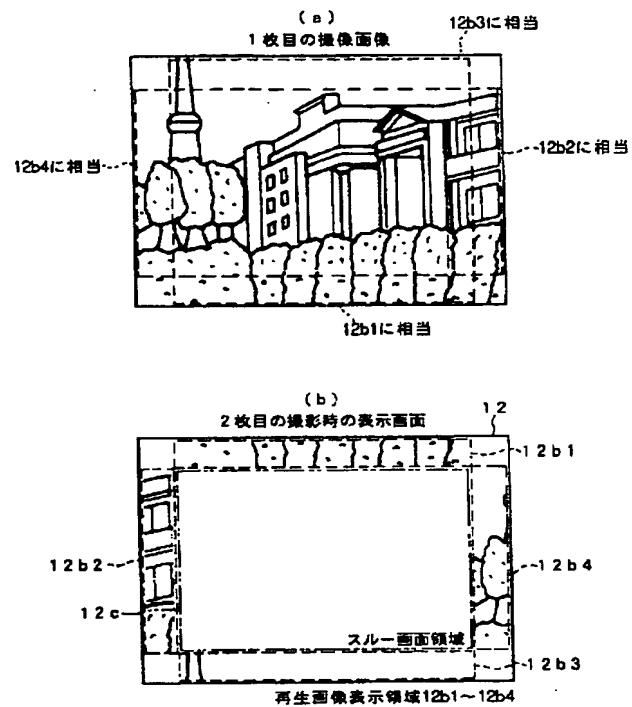 (a)
1枚目の撮像画像
12b3に相当
12b4に相当
12b2に相当
12b1に相当
(b)
2枚目の撮影時の表示画面
12
12b1
12b2
12b4
12c
スルー画面領域
12b3
再生画像表示領域12b1～12b4